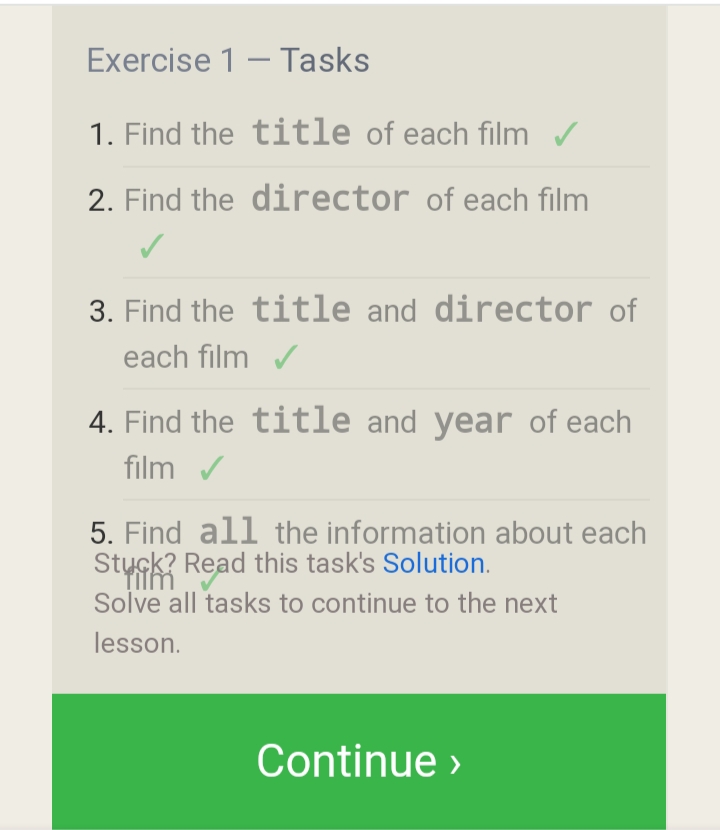 Exercise 1 — Tasks
1. Find the title of each film ✓
2. Find the director of each film
✓
3. Find the title and director of
each film ✓
4. Find the title and year of each
film ✓
5. Find all the information about each
Stuck? Read this task's Solution.
film ✓
Solve all tasks to continue to the next
lesson.
Continue ›